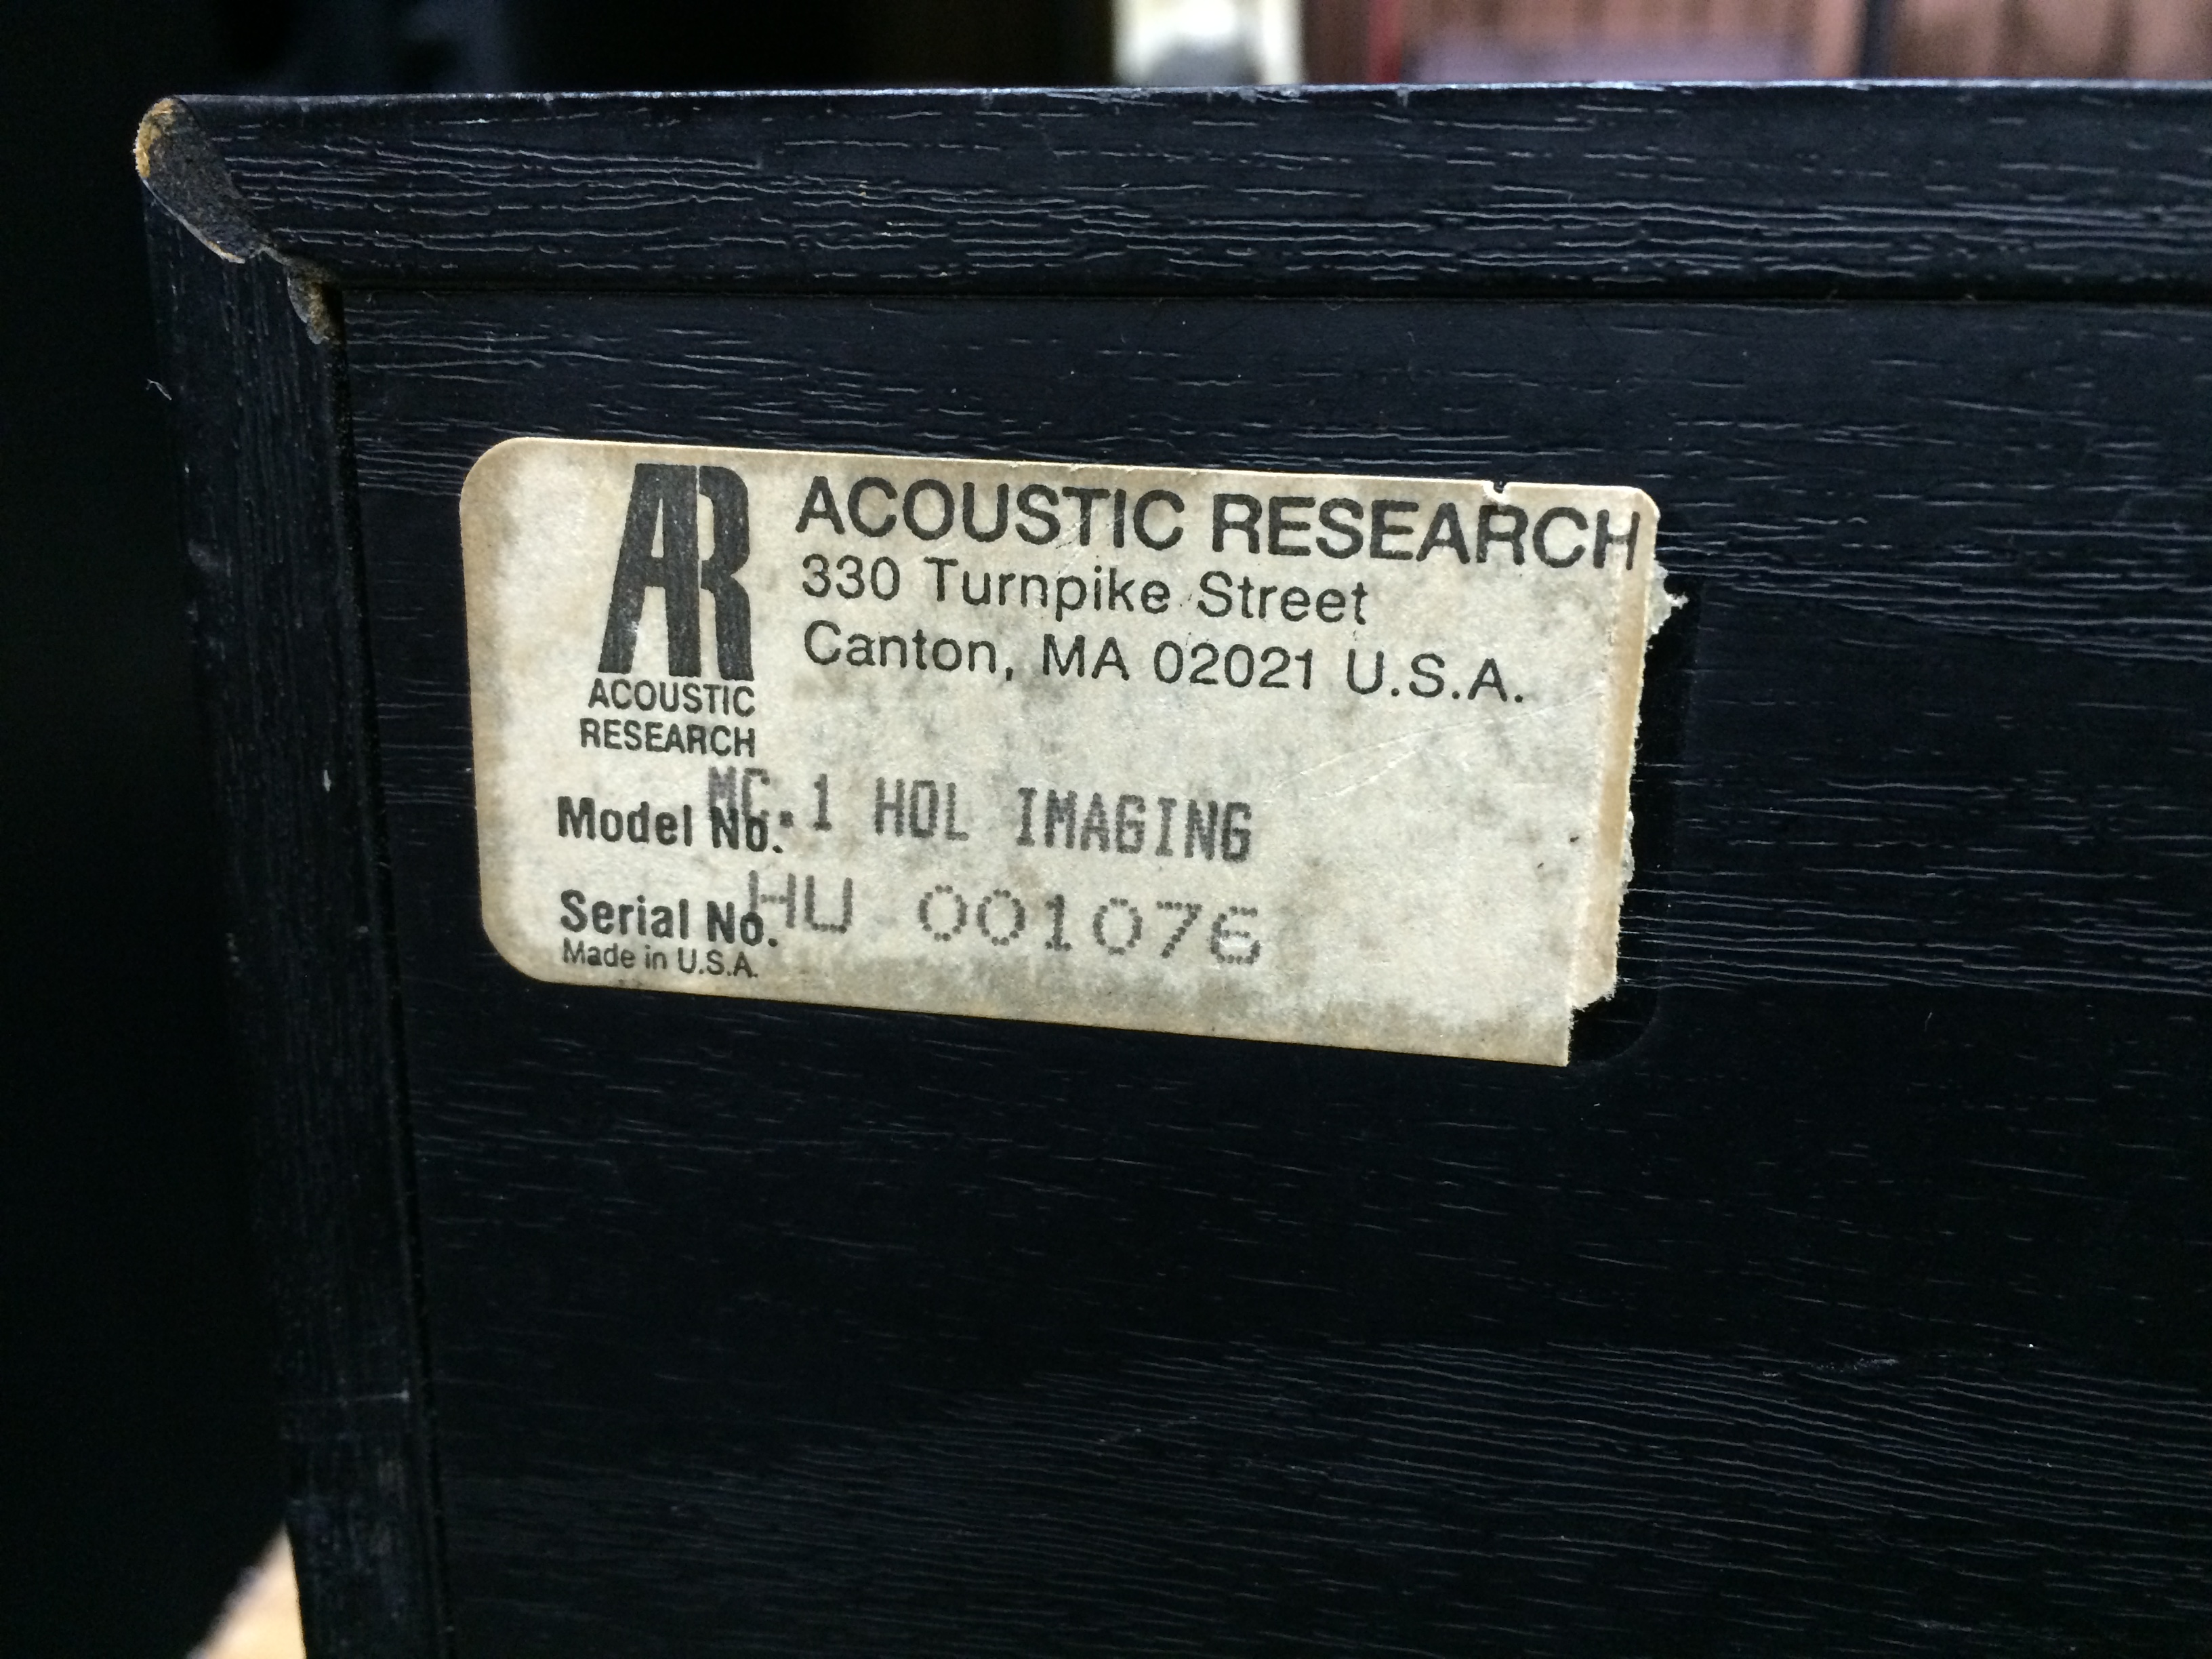 AR
ACOUSTIC
RESEARCH
ACOUSTIC RESEARCH
330 Turnpike Street
Canton, MA 02021 U.S.A.
Model No. MC.1 HOL IMAGING
Serial No. HU 001076
Made in U.S.A.